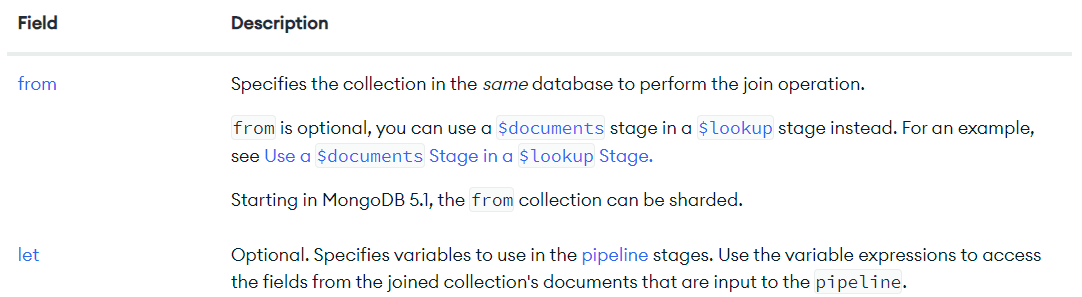 Field Description
from Specifies the collection in the same database to perform the join operation.
from is optional, you can use a $documents stage in a $lookup stage instead. For an example,
see Use a $documents Stage in a $lookup Stage.
Starting in MongoDB 5.1, the from collection can be sharded.
let Optional. Specifies variables to use in the pipeline stages. Use the variable expressions to access
the fields from the joined collection's documents that are input to the pipeline.